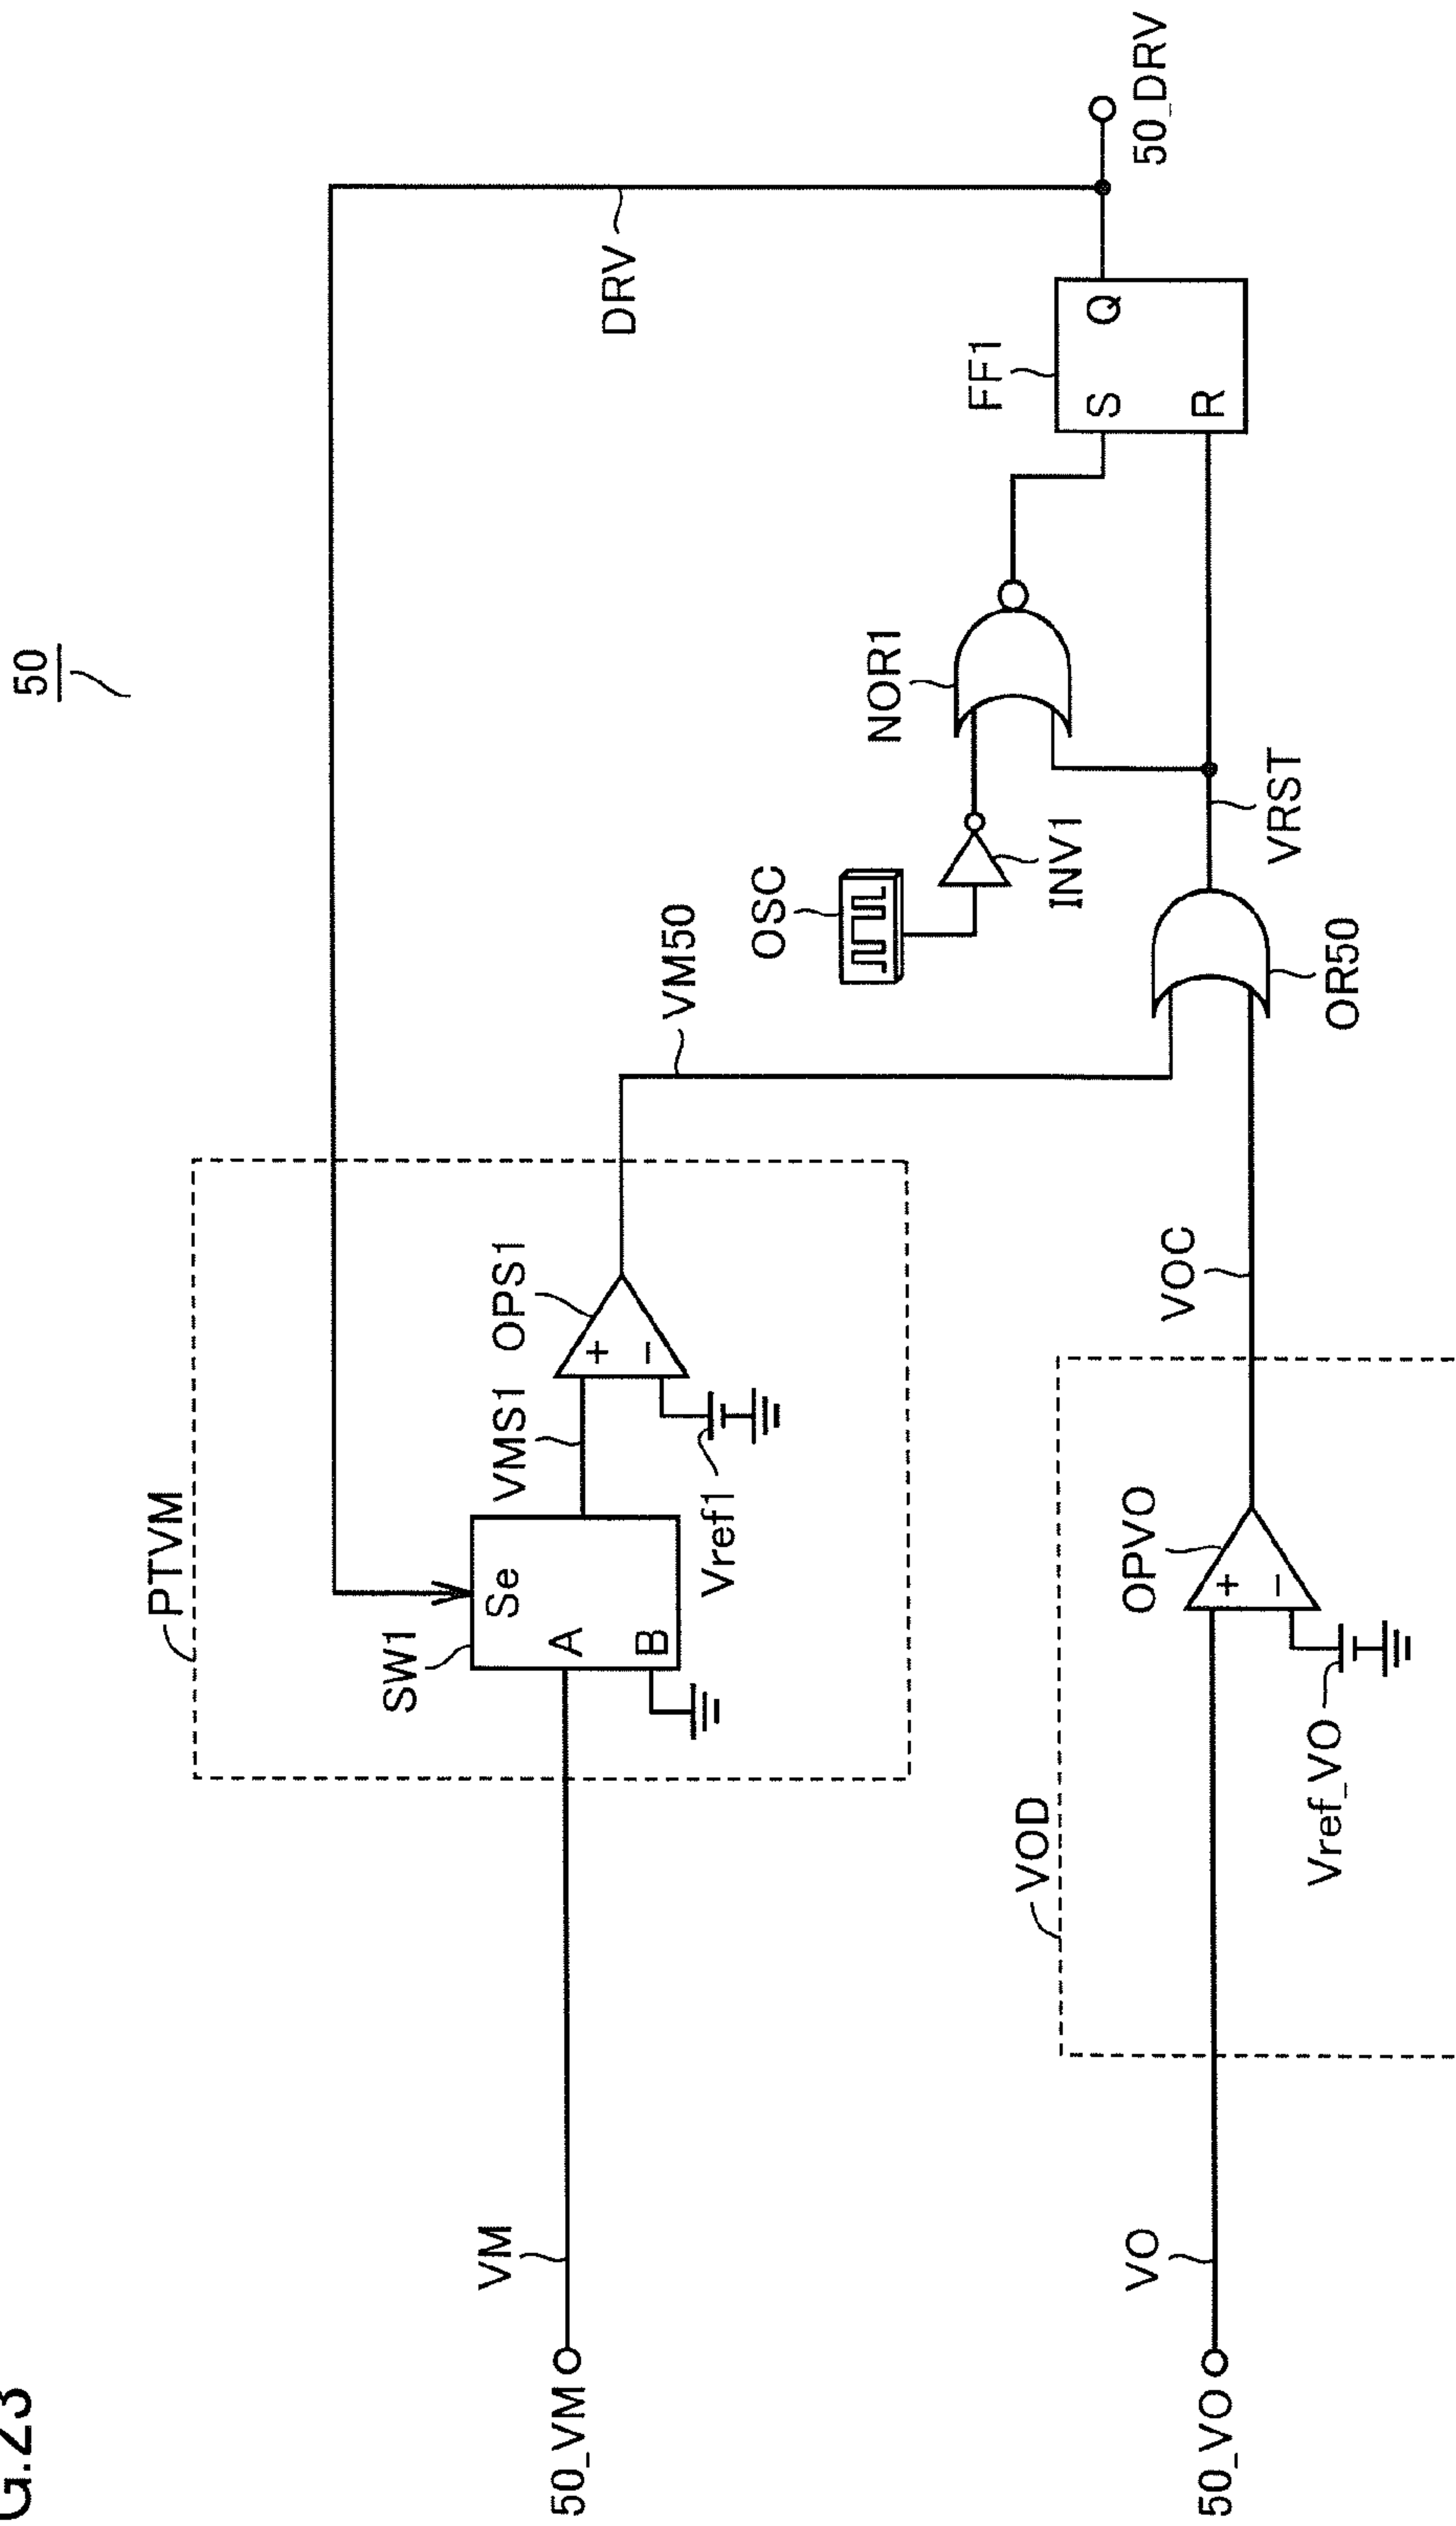 G.23
50
PTVM
SW1
Se
A
B
VMS1
OPS1
+
−
Vref1
DRV
50_VM
VM
VM50
OSC
INV1
NOR1
FF1
S
Q
R
50_DRV
VOD
OPVO
+
−
Vref_VO
VOC
OR50
VRST
50_VO
VO